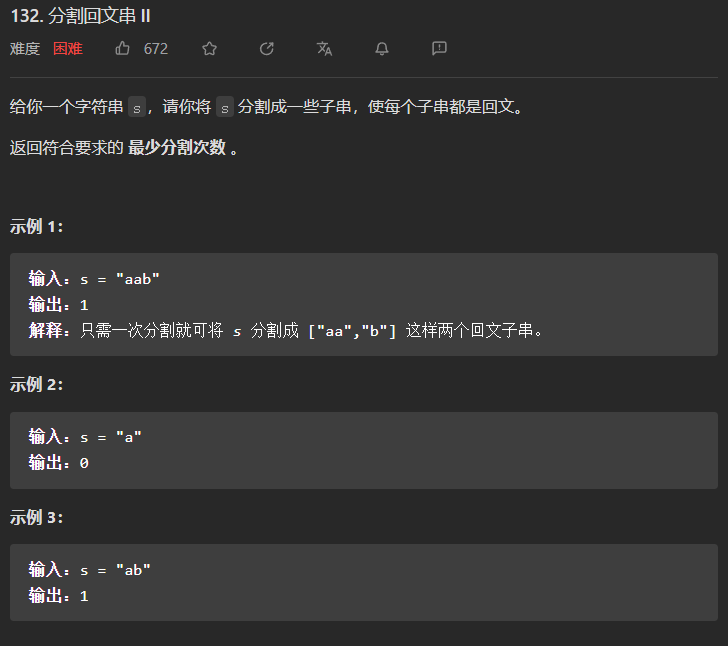 132. 分割回文串 II
难度 困难 672 文A
给你一个字符串 s，请你将 s 分割成一些子串，使每个子串都是回文。
返回符合要求的 最少分割次数 。
示例 1：
输入：s = "aab"
输出：1
解释：只需一次分割就可将 s 分割成 ["aa","b"] 这样两个回文子串。
示例 2：
输入：s = "a"
输出：0
示例 3：
输入：s = "ab"
输出：1